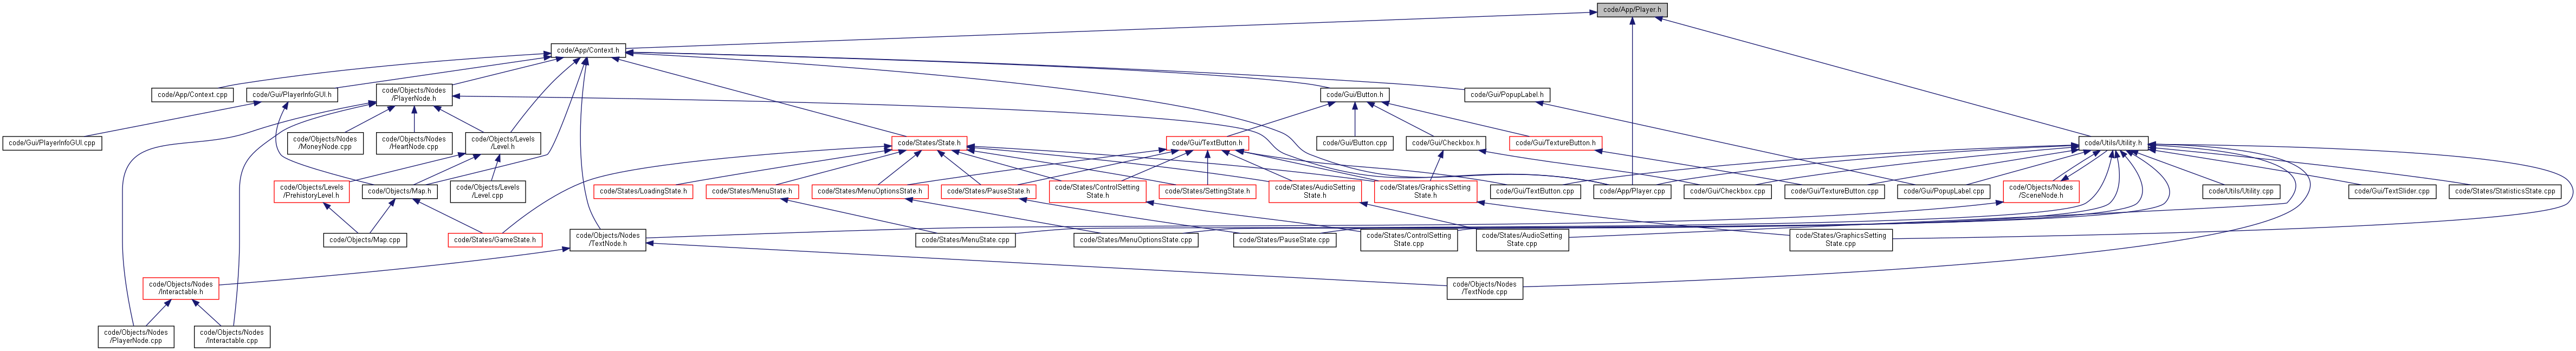 code/App/Player.h
code/App/Context.h
code/App/Context.cpp
code/Gui/PlayerInfoGUI.h
code/Objects/Nodes
/PlayerNode.h
code/Gui/Button.h
code/Gui/PopupLabel.h
code/Gui/PlayerInfoGUI.cpp
code/Objects/Nodes
/MoneyNode.cpp
code/Objects/Nodes
/HeartNode.cpp
code/Objects/Levels
/Level.h
code/States/State.h
code/Gui/TextButton.h
code/Gui/Button.cpp
code/Gui/Checkbox.h
code/Gui/TextureButton.h
code/Utils/Utility.h
code/Objects/Levels
/PrehistoryLevel.h
code/Objects/Map.h
code/Objects/Levels
/Level.cpp
code/States/LoadingState.h
code/States/MenuState.h
code/States/MenuOptionsState.h
code/States/PauseState.h
code/States/ControlSetting
State.h
code/States/SettingState.h
code/States/AudioSetting
State.h
code/States/GraphicsSetting
State.h
code/Gui/TextButton.cpp
code/App/Player.cpp
code/Gui/Checkbox.cpp
code/Gui/TextureButton.cpp
code/Gui/PopupLabel.cpp
code/Objects/Nodes
/SceneNode.h
code/Utils/Utility.cpp
code/Gui/TextSlider.cpp
code/States/StatisticsState.cpp
code/Objects/Map.cpp
code/States/GameState.h
code/Objects/Nodes
/TextNode.h
code/States/MenuState.cpp
code/States/MenuOptionsState.cpp
code/States/PauseState.cpp
code/States/ControlSetting
State.cpp
code/States/AudioSetting
State.cpp
code/States/GraphicsSetting
State.cpp
code/Objects/Nodes
/Interactable.h
code/Objects/Nodes
/TextNode.cpp
code/Objects/Nodes
/PlayerNode.cpp
code/Objects/Nodes
/Interactable.cpp